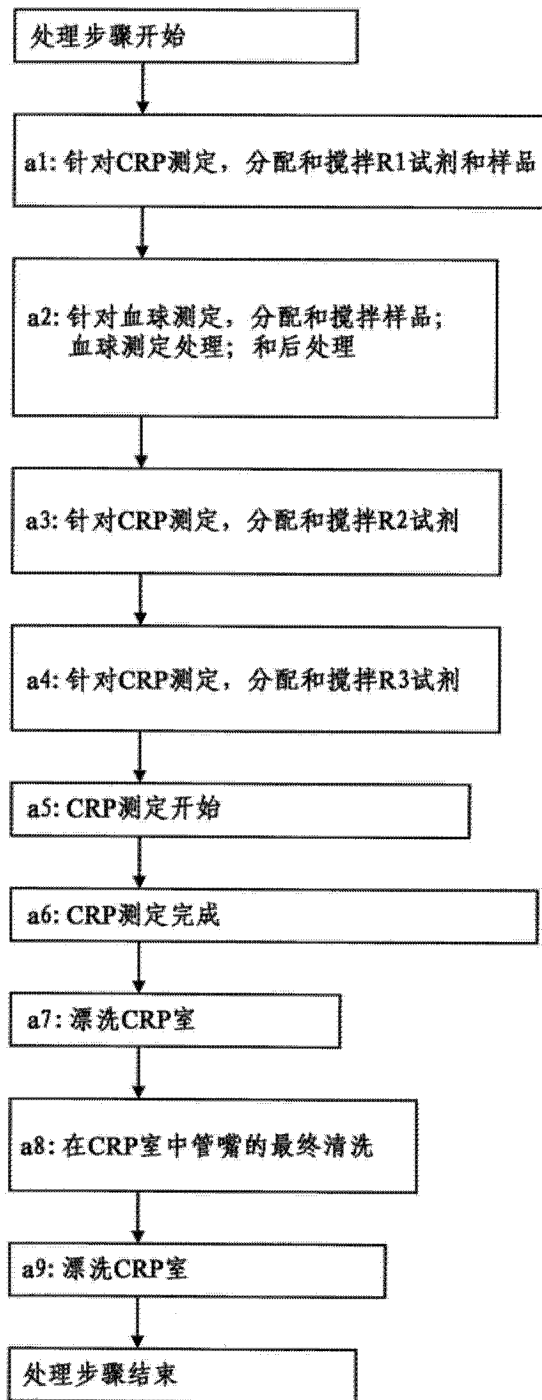 处理步骤开始
a1: 针对CRP测定，分配和搅拌R1试剂和样品
a2: 针对血球测定，分配和搅拌样品；
血球测定处理；和后处理
a3: 针对CRP测定，分配和搅拌R2试剂
a4: 针对CRP测定，分配和搅拌R3试剂
a5: CRP测定开始
a6: CRP测定完成
a7: 漂洗CRP室
a8: 在CRP室中管嘴的最终清洗
a9: 漂洗CRP室
处理步骤结束